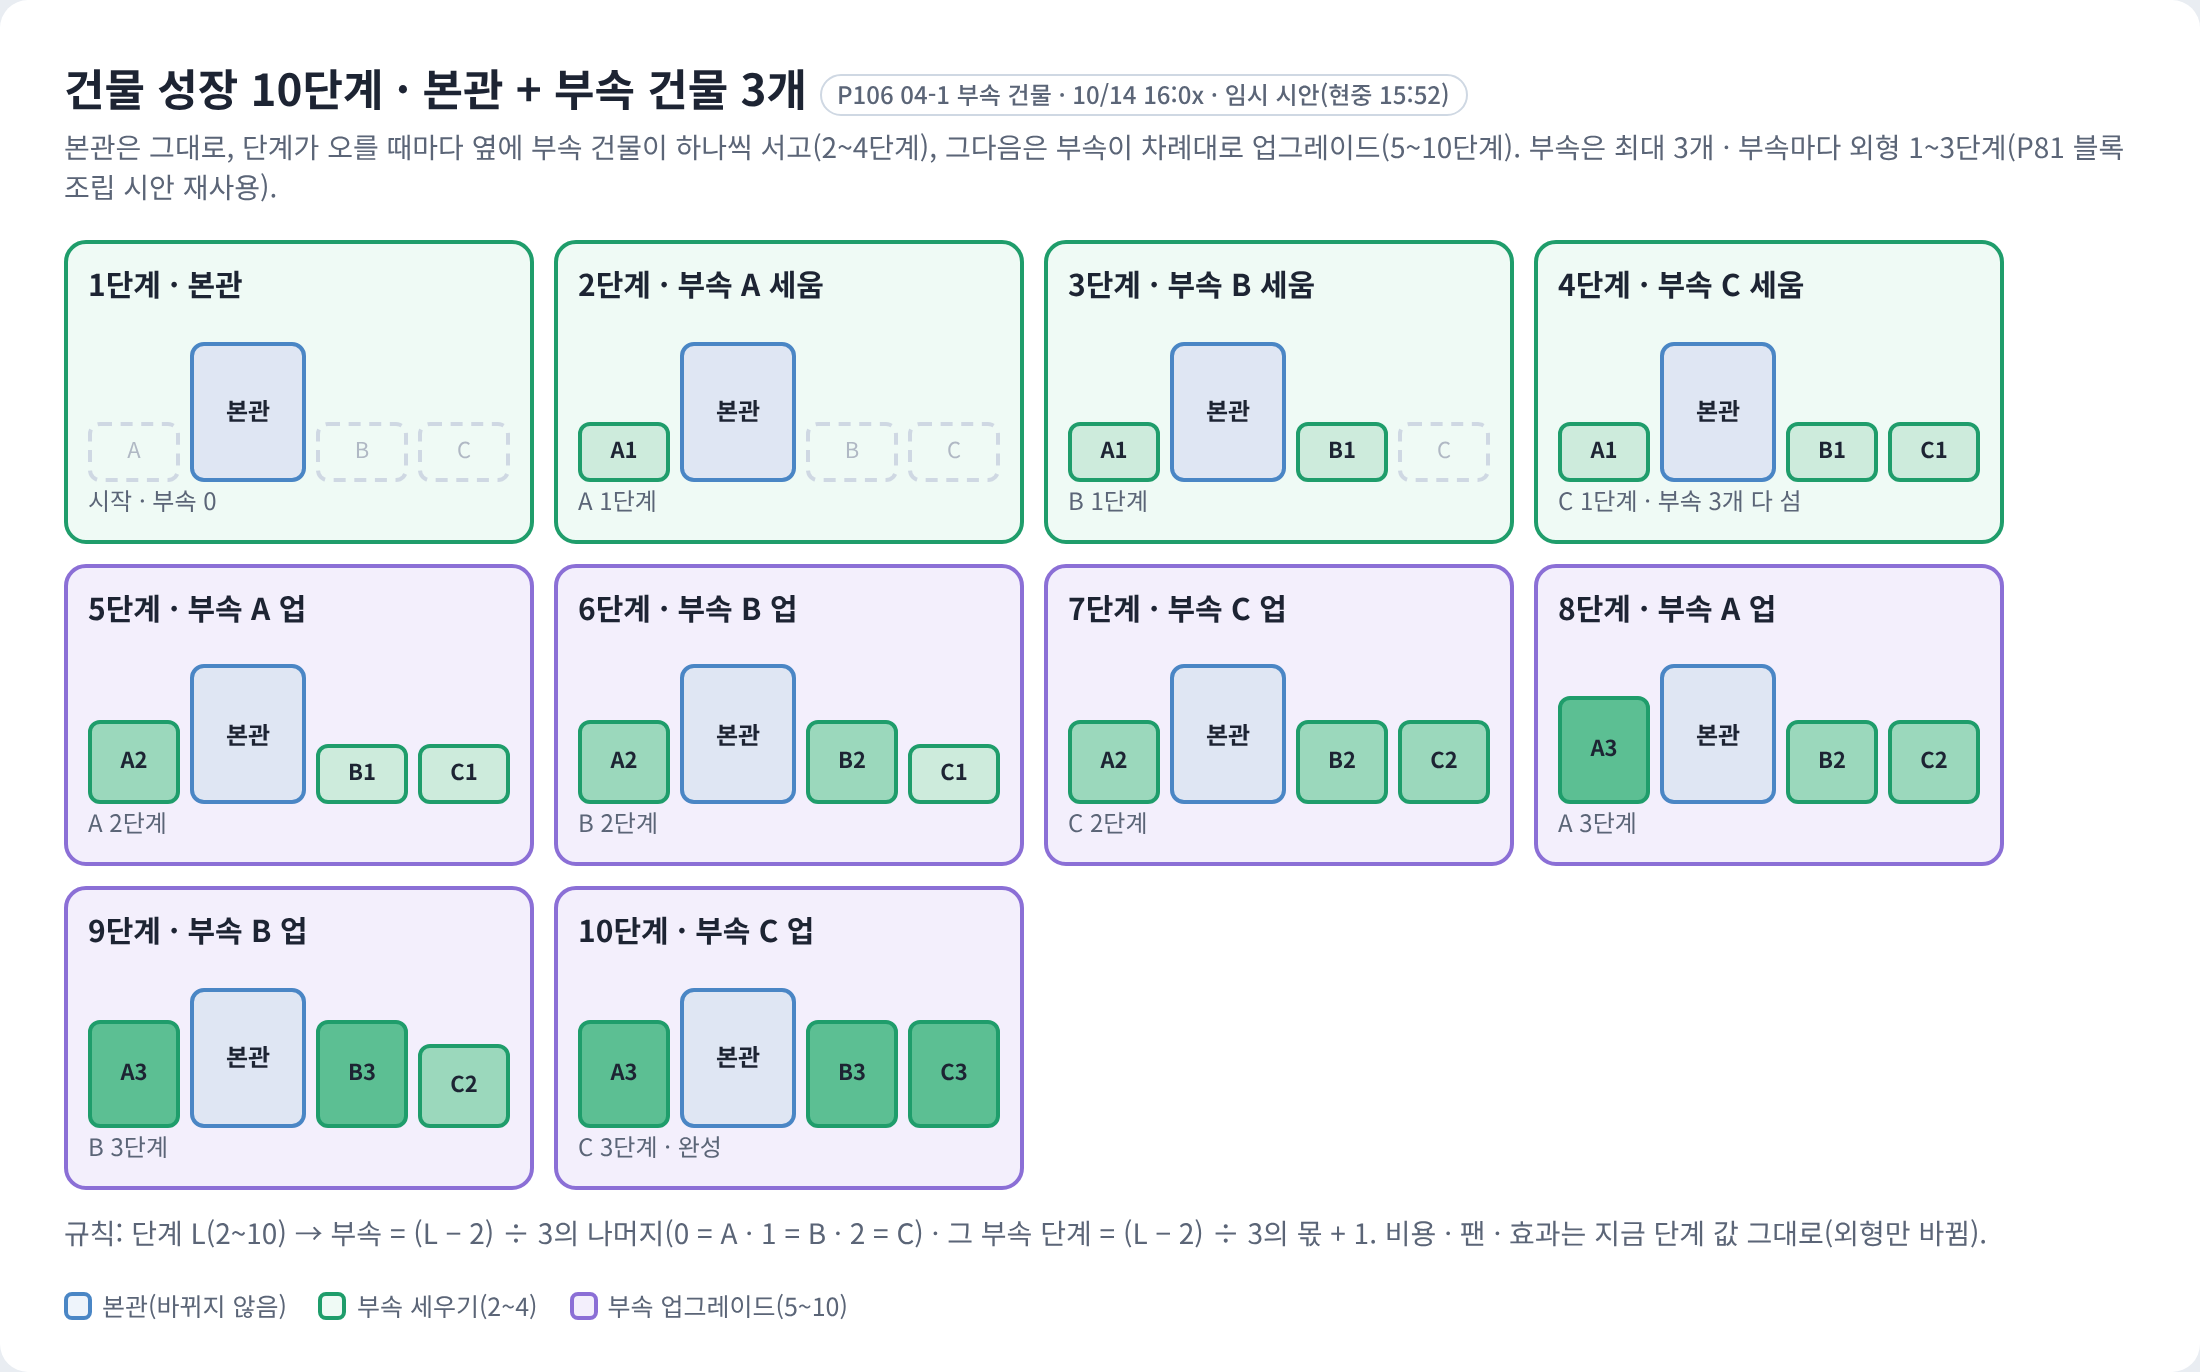 건물 성장 10단계 · 본관 + 부속 건물 3개
P106 04-1 부속 건물 · 10/14 16:0x · 임시 시안(현중 15:52)
본관은 그대로, 단계가 오를 때마다 옆에 부속 건물이 하나씩 서고(2~4단계), 그다음은 부속이 차례대로 업그레이드(5~10단계). 부속은 최대 3개 · 부속마다 외형 1~3단계(P81 블록
조립 시안 재사용).
1단계 · 본관
A
본관
B
C
시작 · 부속 0
2단계 · 부속 A 세움
A1
본관
B
C
A 1단계
3단계 · 부속 B 세움
A1
본관
B1
C
B 1단계
4단계 · 부속 C 세움
A1
본관
B1
C1
C 1단계 · 부속 3개 다 섬
5단계 · 부속 A 업
A2
본관
B1
C1
A 2단계
6단계 · 부속 B 업
A2
본관
B2
C1
B 2단계
7단계 · 부속 C 업
A2
본관
B2
C2
C 2단계
8단계 · 부속 A 업
A3
본관
B2
C2
A 3단계
9단계 · 부속 B 업
A3
본관
B3
C2
B 3단계
10단계 · 부속 C 업
A3
본관
B3
C3
C 3단계 · 완성
규칙: 단계 L(2~10) → 부속 = (L − 2) ÷ 3의 나머지(0 = A · 1 = B · 2 = C) · 그 부속 단계 = (L − 2) ÷ 3의 몫 + 1. 비용 · 팬 · 효과는 지금 단계 값 그대로(외형만 바뀜).
본관(바뀌지 않음)
부속 세우기(2~4)
부속 업그레이드(5~10)